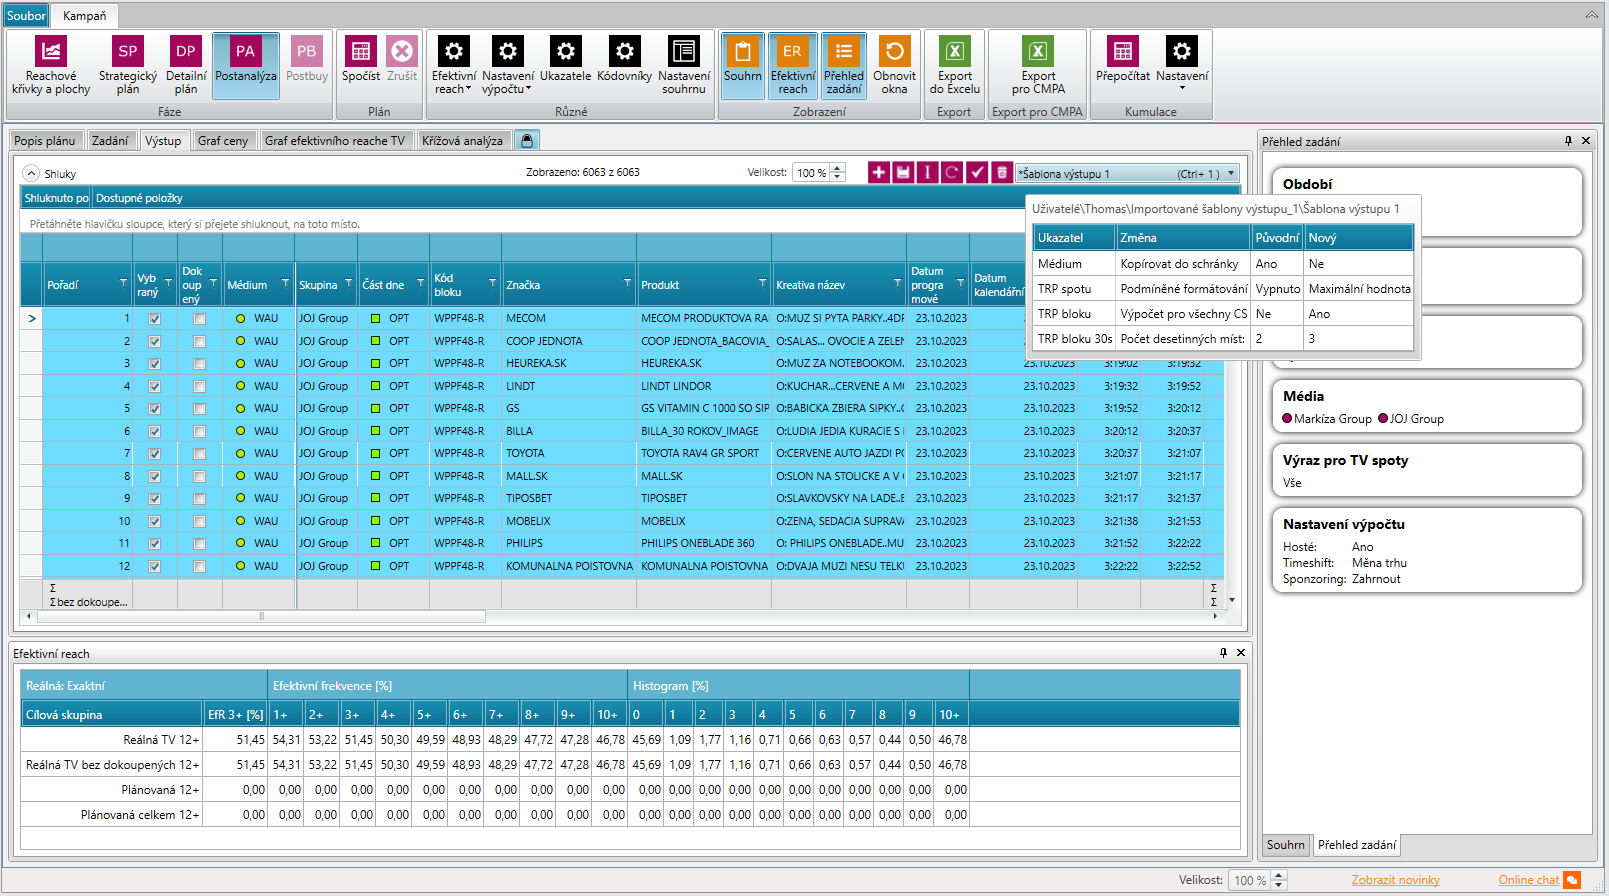 Soubor Kampaň
SP DP PA PB ER
Reachové křivky a plochy
Strategický plán
Detailní plán
Postanalýza
Postbuy
Spočíst
Zrušit
Efektivní reach
Nastavení výpočtu
Ukazatele
Kódovníky
Nastavení souhrnu
Souhrn
Efektivní reach
Přehled zadání
Obnovit okna
Export do Excelu
Export pro CMPA
Přepočítat
Nastavení
Fáze Plán Různé Zobrazení Export Export pro CMPA Kumulace
Popis plánu Zadání Výstup Graf ceny Graf efektivního reache TV Křížová analýza
Shluky Zobrazeno: 6063 z 6063 Velikost: 100 % *Šablona výstupu 1 (Ctrl+ 1 )
Shluknuto po Dostupné položky
Přetáhněte hlavičku sloupce, který si přejete shluknout, na toto místo.
Pořadí Vyb raný Dok oup ený Médium Skupina Část dne Kód bloku Značka Produkt Kreativa název Datum progra mové Datum kalendářní
1 WAU JOJ Group OPT WPPF48-R MECOM MECOM PRODUKTOVA RA O:MUZ SI PYTA PARKY..4DF 23.10.2023
2 WAU JOJ Group OPT WPPF48-R COOP JEDNOTA COOP JEDNOTA_BACOVIA_ O:SALAS... OVOCIE A ZELEN 23.10.2023
3 WAU JOJ Group OPT WPPF48-R HEUREKA.SK HEUREKA.SK O:MUZ ZA NOTEBOOKOM. 23.10.2023 23.10.2023 3:19:02 3:19:32
4 WAU JOJ Group OPT WPPF48-R LINDT LINDT LINDOR O:KUCHAR...CERVENE A MO 23.10.2023 23.10.2023 3:19:32 3:19:52
5 WAU JOJ Group OPT WPPF48-R GS GS VITAMIN C 1000 SO SIP O:BABICKA ZBIERA SIPKY..C 23.10.2023 23.10.2023 3:19:52 3:20:12
6 WAU JOJ Group OPT WPPF48-R BILLA BILLA_30 ROKOV_IMAGE O:LUDIA JEDIA KURACIE S 23.10.2023 23.10.2023 3:20:12 3:20:37
7 WAU JOJ Group OPT WPPF48-R TOYOTA TOYOTA RAV4 GR SPORT O:CERVENE AUTO JAZDI PO 23.10.2023 23.10.2023 3:20:37 3:21:07
8 WAU JOJ Group OPT WPPF48-R MALL.SK MALL.SK O:SLON NA STOLICKE A V 23.10.2023 23.10.2023 3:21:07 3:21:17
9 WAU JOJ Group OPT WPPF48-R TIPOSBET TIPOSBET O:SLAVKOVSKY NA LADE..E 23.10.2023 23.10.2023 3:21:17 3:21:37
10 WAU JOJ Group OPT WPPF48-R MOBELIX MOBELIX O:ZENA, SEDACIA SUPRAVA 23.10.2023 23.10.2023 3:21:38 3:21:53
11 WAU JOJ Group OPT WPPF48-R PHILIPS PHILIPS ONEBLADE 360 O: PHILIPS ONEBLADE..MU 23.10.2023 23.10.2023 3:21:52 3:22:22
12 WAU JOJ Group OPT WPPF48-R KOMUNALNA POISTOVNA KOMUNALNA POISTOVNA O:DVAJA MUZI NESU TELK 23.10.2023 23.10.2023 3:22:22 3:22:52
Σ Σ
Σ bez dokoupe... Σ
Uživatelé\Thomas\Importované šablony výstupu_1\Šablona výstupu 1
Ukazatel Změna Původní Nový
Médium Kopírovat do schránky Ano Ne
TRP spotu Podmíněné formátování Vypnuto Maximální hodnota
TRP bloku Výpočet pro všechny CS Ne Ano
TRP bloku 30s Počet desetinných míst: 2 3
Přehled zadání
Období
Média
Markíza Group JOJ Group
Výraz pro TV spoty
Vše
Nastavení výpočtu
Hosté: Ano
Timeshift: Měna trhu
Sponzoring: Zahrnout
Souhrn Přehled zadání
Efektivní reach
Reálná: Exaktní Efektivní frekvence [%] Histogram [%]
Cílová skupina EfR 3+ [%] 1+ 2+ 3+ 4+ 5+ 6+ 7+ 8+ 9+ 10+ 0 1 2 3 4 5 6 7 8 9 10+
Reálná TV 12+ 51,45 54,31 53,22 51,45 50,30 49,59 48,93 48,29 47,72 47,28 46,78 45,69 1,09 1,77 1,16 0,71 0,66 0,63 0,57 0,44 0,50 46,78
Reálná TV bez dokoupených 12+ 51,45 54,31 53,22 51,45 50,30 49,59 48,93 48,29 47,72 47,28 46,78 45,69 1,09 1,77 1,16 0,71 0,66 0,63 0,57 0,44 0,50 46,78
Plánovaná 12+ 0,00 0,00 0,00 0,00 0,00 0,00 0,00 0,00 0,00 0,00 0,00 0,00 0,00 0,00 0,00 0,00 0,00 0,00 0,00 0,00 0,00 0,00
Plánovaná celkem 12+ 0,00 0,00 0,00 0,00 0,00 0,00 0,00 0,00 0,00 0,00 0,00 0,00 0,00 0,00 0,00 0,00 0,00 0,00 0,00 0,00 0,00 0,00
Velikost: 100 % Zobrazit novinky Online chat